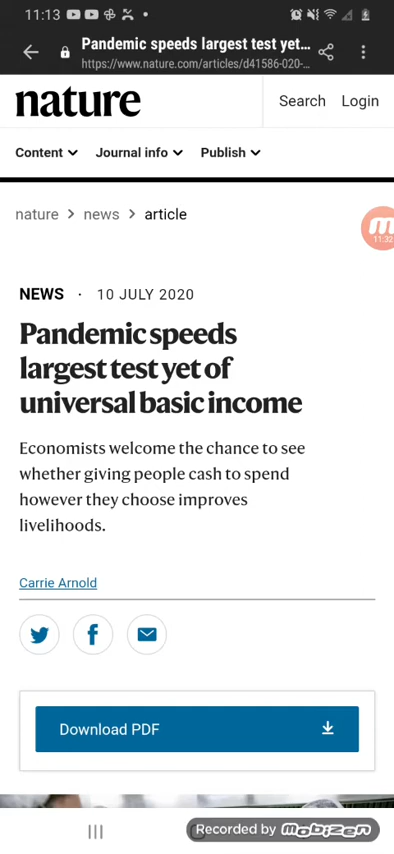 11:13
Pandemic speeds largest test yet...
https://www.nature.com/articles/d41586-020-...
nature
Search Login
Content Journal info Publish
nature > news > article
11:32
NEWS · 10 JULY 2020
Pandemic speeds
largest test yet of
universal basic income
Economists welcome the chance to see
whether giving people cash to spend
however they choose improves
livelihoods.
Carrie Arnold
Download PDF
Recorded by mobizen